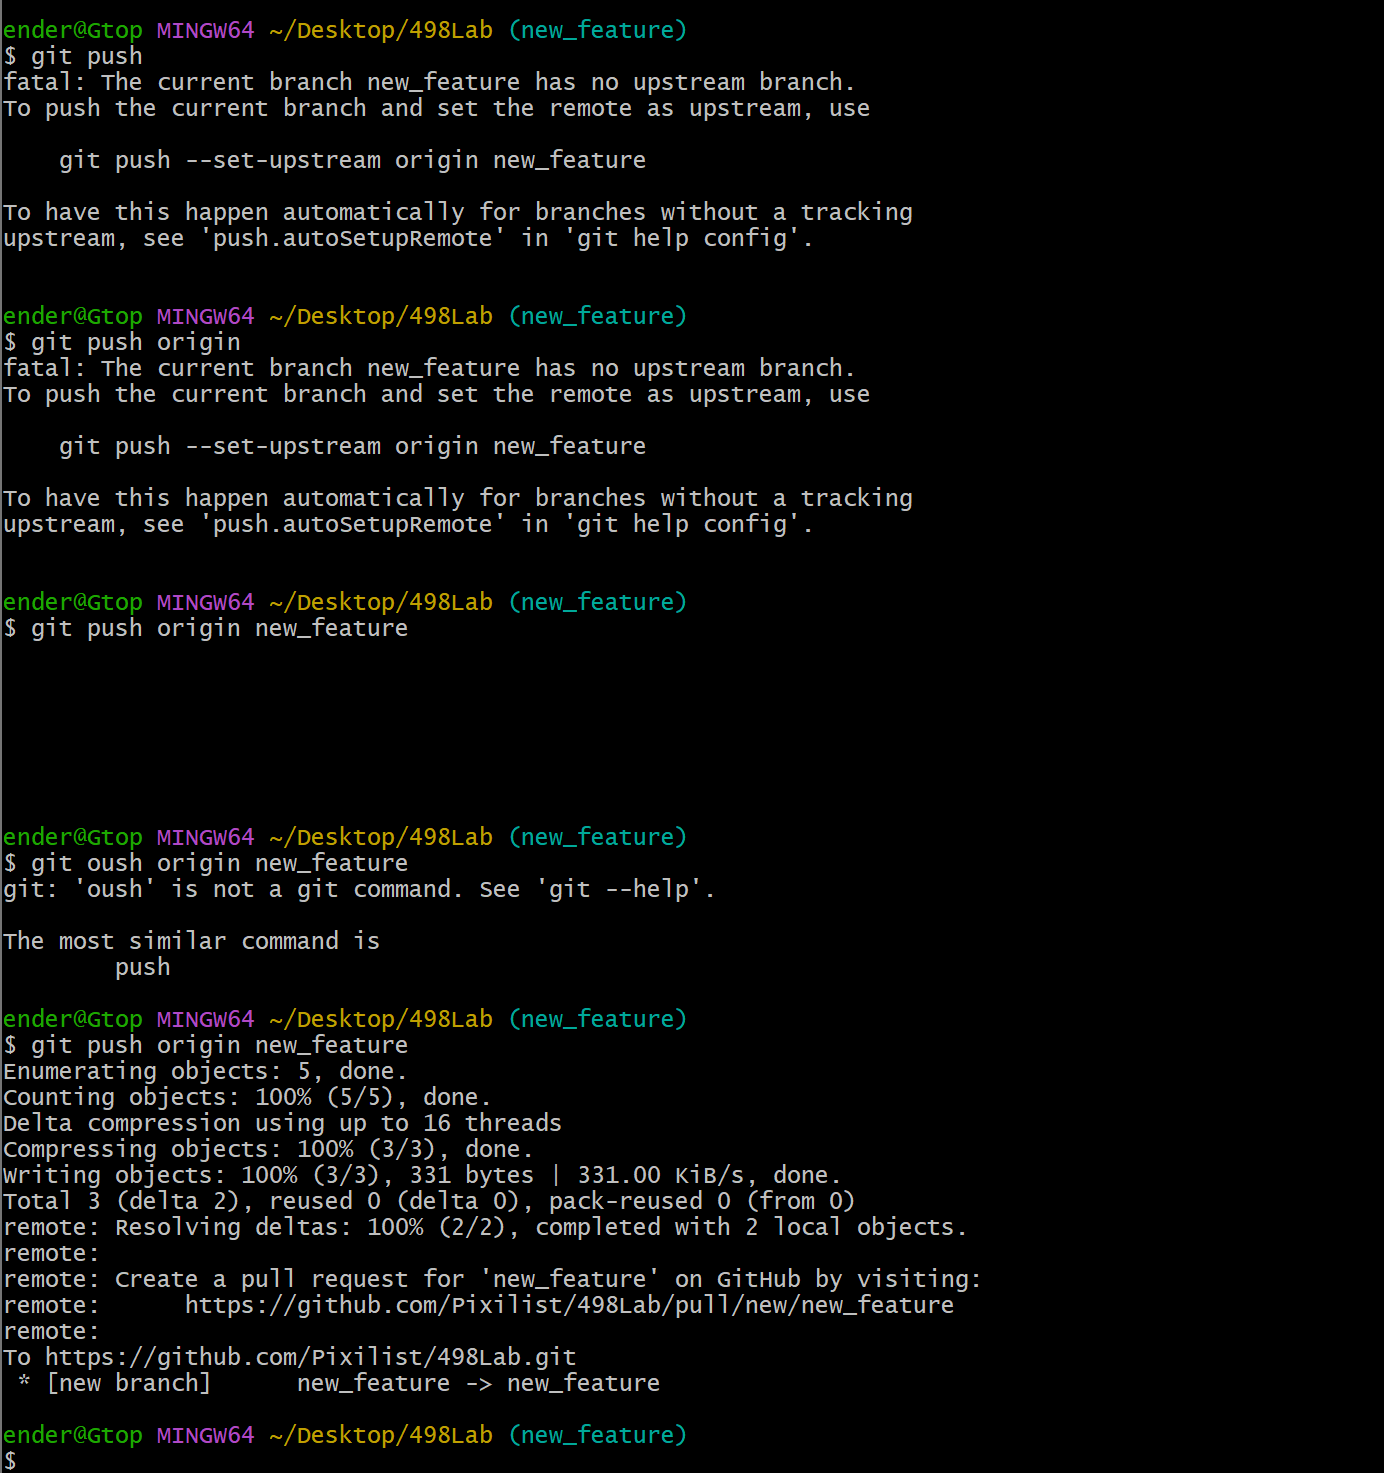 ender@Gtop MINGW64 ~/Desktop/498Lab (new_feature)
$ git push
fatal: The current branch new_feature has no upstream branch.
To push the current branch and set the remote as upstream, use
    git push --set-upstream origin new_feature
To have this happen automatically for branches without a tracking
upstream, see 'push.autoSetupRemote' in 'git help config'.
ender@Gtop MINGW64 ~/Desktop/498Lab (new_feature)
$ git push origin
fatal: The current branch new_feature has no upstream branch.
To push the current branch and set the remote as upstream, use
    git push --set-upstream origin new_feature
To have this happen automatically for branches without a tracking
upstream, see 'push.autoSetupRemote' in 'git help config'.
ender@Gtop MINGW64 ~/Desktop/498Lab (new_feature)
$ git push origin new_feature
ender@Gtop MINGW64 ~/Desktop/498Lab (new_feature)
$ git oush origin new_feature
git: 'oush' is not a git command. See 'git --help'.
The most similar command is
        push
ender@Gtop MINGW64 ~/Desktop/498Lab (new_feature)
$ git push origin new_feature
Enumerating objects: 5, done.
Counting objects: 100% (5/5), done.
Delta compression using up to 16 threads
Compressing objects: 100% (3/3), done.
Writing objects: 100% (3/3), 331 bytes | 331.00 KiB/s, done.
Total 3 (delta 2), reused 0 (delta 0), pack-reused 0 (from 0)
remote: Resolving deltas: 100% (2/2), completed with 2 local objects.
remote:
remote: Create a pull request for 'new_feature' on GitHub by visiting:
remote:      https://github.com/Pixilist/498Lab/pull/new/new_feature
remote:
To https://github.com/Pixilist/498Lab.git
 * [new branch]      new_feature -> new_feature
ender@Gtop MINGW64 ~/Desktop/498Lab (new_feature)
$